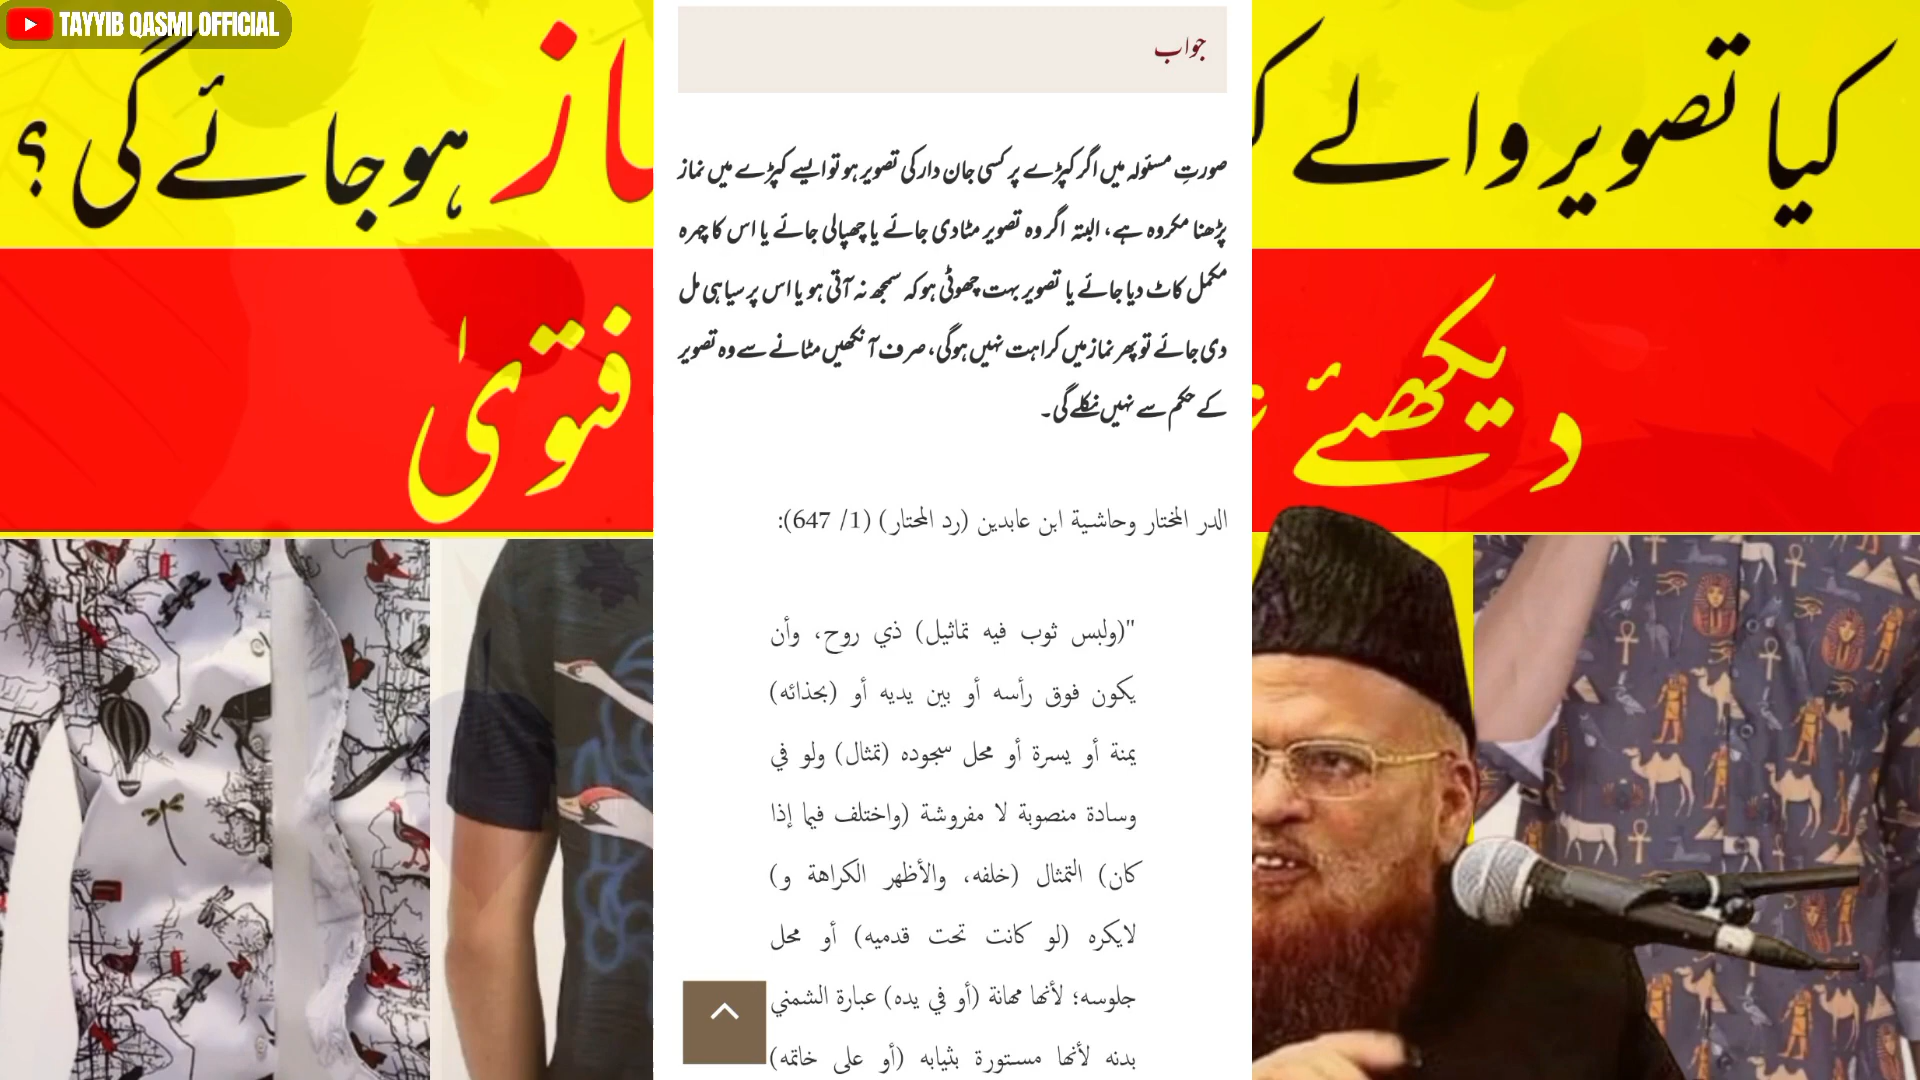 TAYYIB QASMI OFFICIAL
کیا تصویر والے
ہو جائے گی ؟
دیکھئے
فتویٰ
جواب
صورتِ مسئولہ میں اگر کپڑے پر کسی جان دار کی تصویر ہو تو ایسے کپڑے میں نماز
پڑھنا مکروہ ہے، البتہ اگر وہ تصویر مٹادی جائے یا چھپالی جائے یا اس کا چہرہ
مکمل کاٹ دیا جائے یا تصویر بہت چھوٹی ہو کہ سمجھ نہ آتی ہو یا اس پر سیاہی مل
دی جائے تو پھر نماز میں کراہت نہیں ہوگی، صرف آنکھیں مٹانے سے وہ تصویر
کے حکم سے نہیں نکلے گی۔
الدر المختار وحاشية ابن عابدين (رد المحتار) (1/ 647):
"(ولبس ثوب فيه تماثيل) ذي روح، وأن
يكون فوق رأسه أو بين يديه أو (بحذائه)
يمنة أو يسرة أو محل سجوده (تمثال) ولو في
وسادة منصوبة لا مفروشة (واختلف فيما إذا
كان) التمثال (خلفه، والأظهر الكراهة و)
لايكره (لو كانت تحت قدميه) أو محل
جلوسه؛ لأنها مهانة (أو في يده) عبارة الشمني
بدنه لأنها مستورة بثيابه (أو على خاتمه)